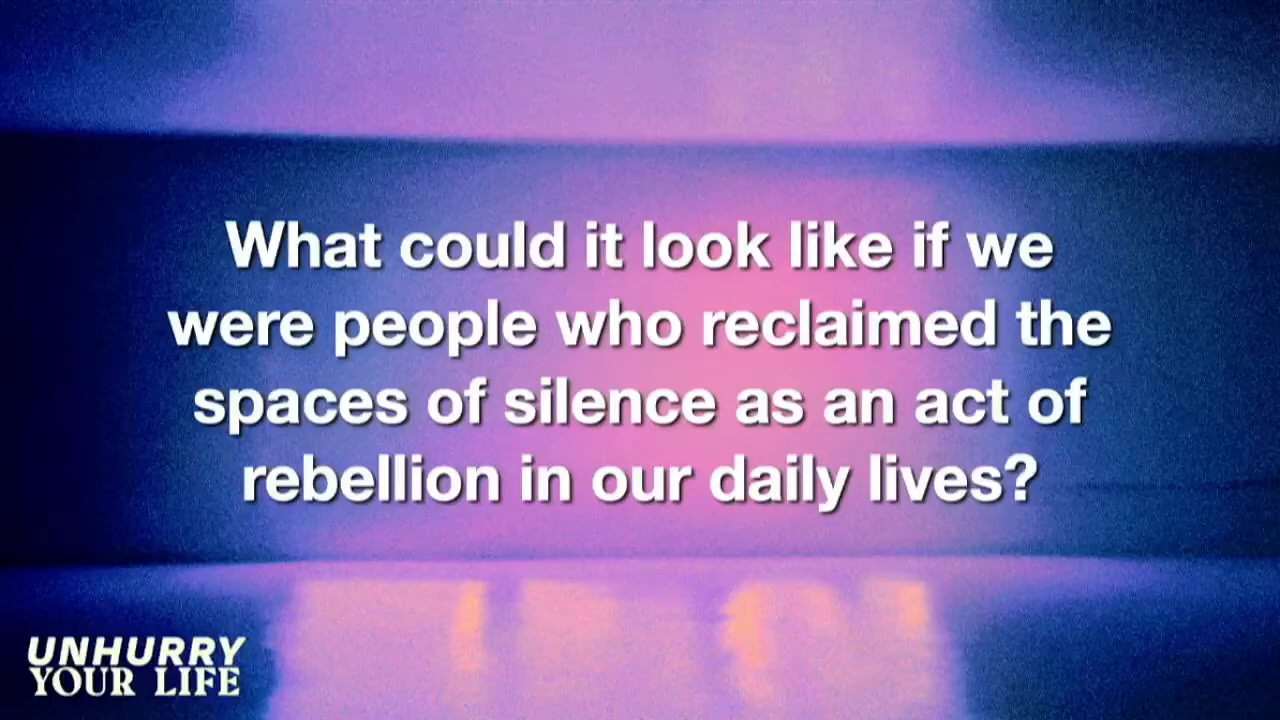 What could it look like if we
were people who reclaimed the
spaces of silence as an act of
rebellion in our daily lives?
UNHURRY
YOUR LIFE